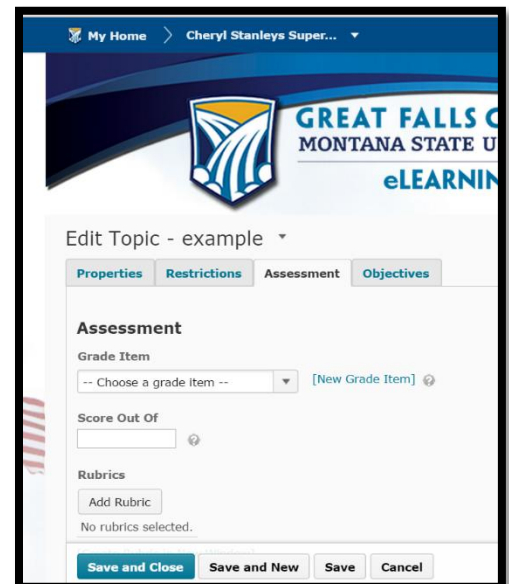 My Home > Cheryl Stanleys Super...
GREAT FALLS C
MONTANA STATE U
eLEARNIN
Edit Topic - example
Properties Restrictions Assessment Objectives
Assessment
Grade Item
-- Choose a grade item -- [New Grade Item]
Score Out Of
Rubrics
Add Rubric
No rubrics selected.
Save and Close Save and New Save Cancel